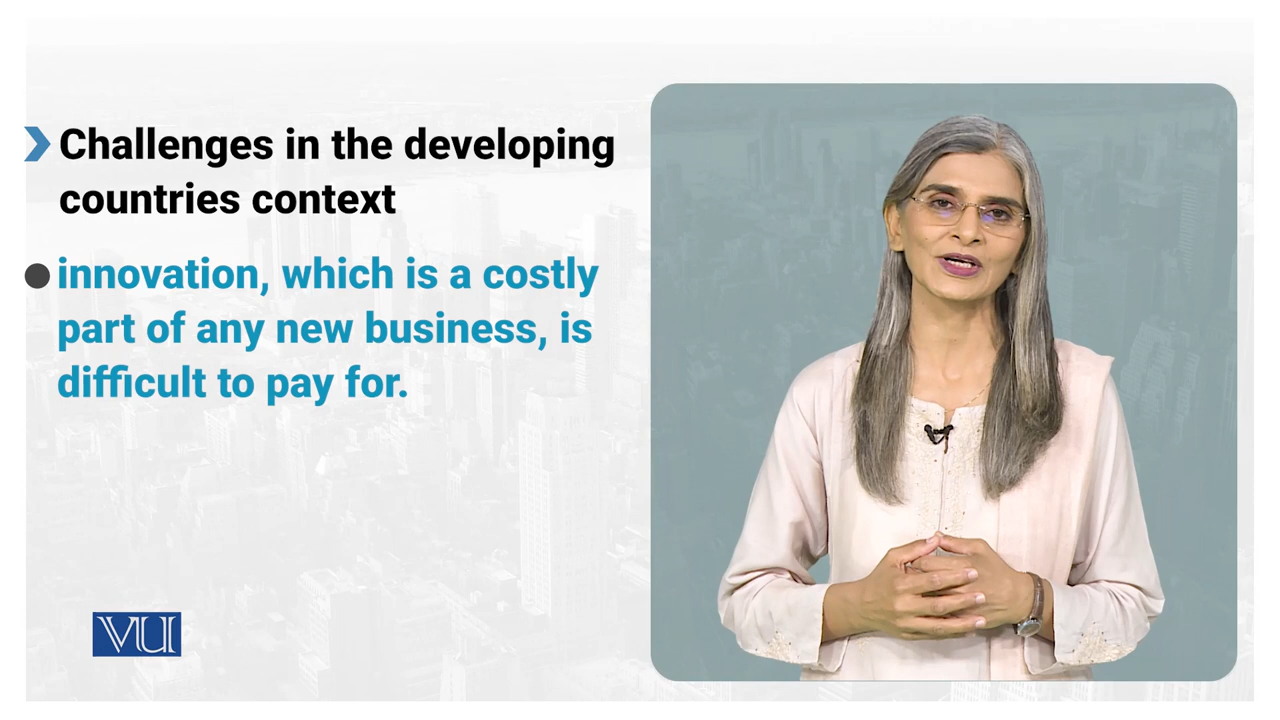 Challenges in the developing
countries context
innovation, which is a costly
part of any new business, is
difficult to pay for.
VU